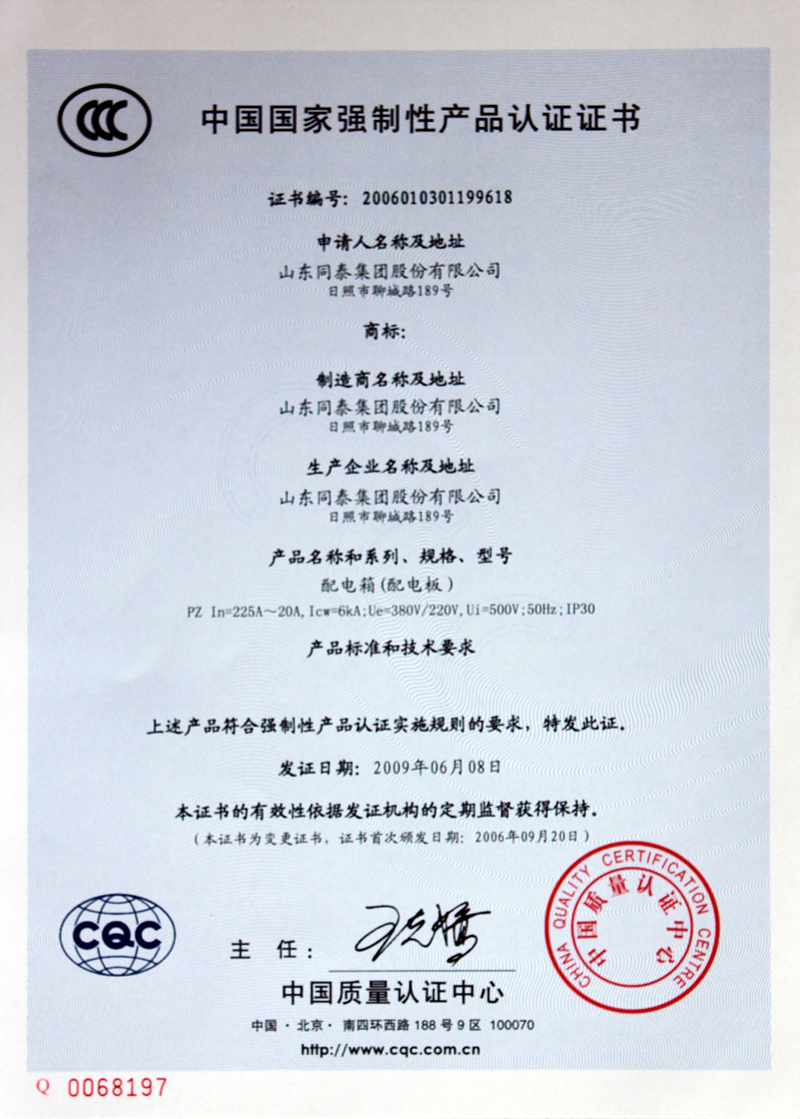 中国国家强制性产品认证证书
证书编号: 2006010301199618
申请人名称及地址
山东同泰集团股份有限公司
日照市聊城路189号
商标:
制造商名称及地址
山东同泰集团股份有限公司
日照市聊城路189号
生产企业名称及地址
山东同泰集团股份有限公司
日照市聊城路189号
产品名称和系列、规格、型号
配电箱(配电板)
PZ In=225A～20A,Icw=6kA;Ue=380V/220V,Ui=500V;50Hz;IP30
产品标准和技术要求
上述产品符合强制性产品认证实施规则的要求，特发此证。
发证日期: 2009年06月08日
本证书的有效性依据发证机构的定期监督获得保持。
(本证书为变更证书，证书首次颁发日期: 2006年09月20日)
CHINA QUALITY CERTIFICATION CENTRE
中国质量认证中心
CQC
主 任:
中国质量认证中心
中国·北京·南四环西路 188 号 9 区 100070
http://www.cqc.com.cn
Q 0068197